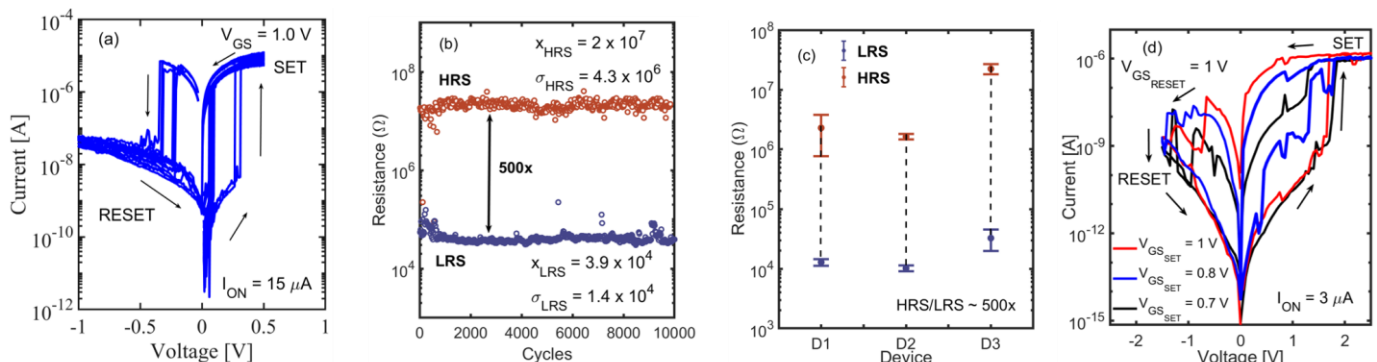 (a)
V_GS = 1.0 V
SET
RESET
I_ON = 15 μA
Current [A]
10^-4
10^-6
10^-8
10^-10
10^-12
-1
-0.5
0
0.5
1
Voltage [V]
(b)
x_HRS = 2 x 10^7
HRS
σ_HRS = 4.3 x 10^6
500x
LRS
x_LRS = 3.9 x 10^4
σ_LRS = 1.4 x 10^4
Resistance (Ω)
10^8
10^6
10^4
0
2000
4000
6000
8000
10000
Cycles
(c)
LRS
HRS
HRS/LRS ~ 500x
Resistance (Ω)
10^8
10^7
10^6
10^5
10^4
10^3
D1
D2
D3
Device
(d)
SET
V_GS_RESET = 1 V
RESET
V_GS_SET = 1 V
V_GS_SET = 0.8 V
V_GS_SET = 0.7 V
I_ON = 3 μA
Current [A]
10^-6
10^-9
10^-12
10^-15
-2
-1
0
1
2
Voltage [V]